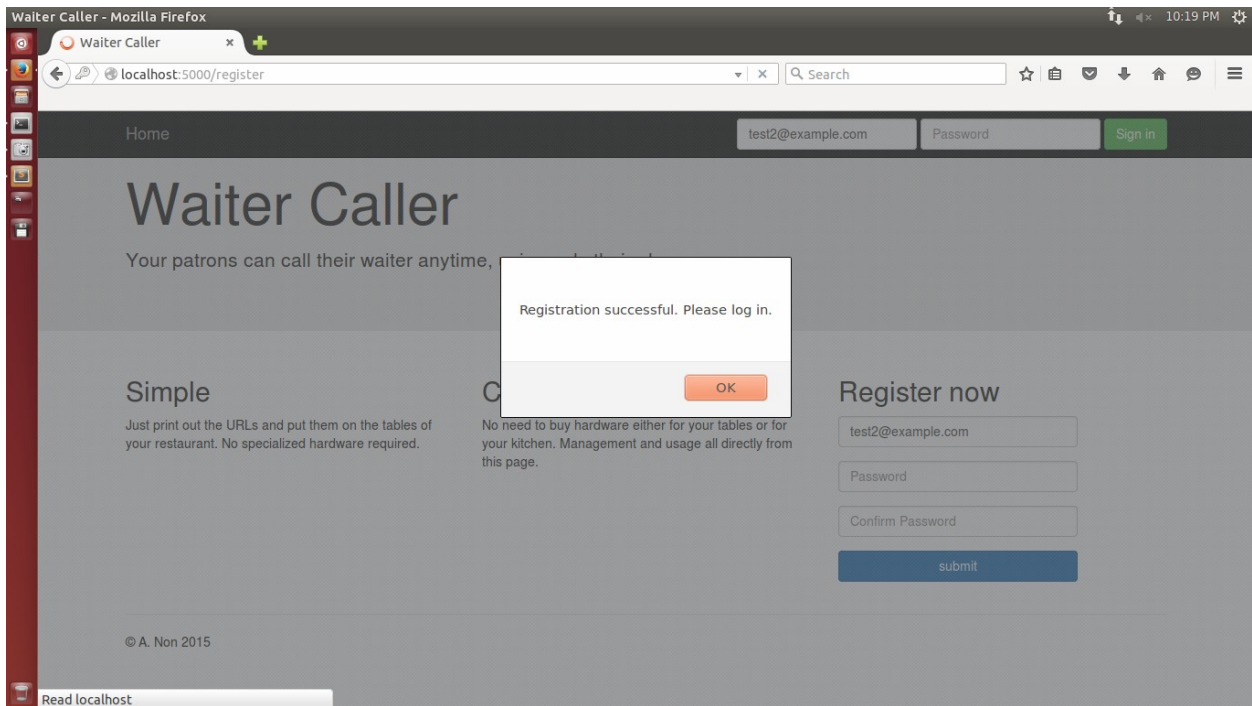 Waiter Caller - Mozilla Firefox
10:19 PM
Waiter Caller
localhost:5000/register
Search
Home
test2@example.com
Password
Sign in
Waiter Caller
Your patrons can call their waiter anytime,
Registration successful. Please log in.
OK
Simple
Just print out the URLs and put them on the tables of
your restaurant. No specialized hardware required.
C
No need to buy hardware either for your tables or for
your kitchen. Management and usage all directly from
this page.
Register now
test2@example.com
Password
Confirm Password
submit
© A. Non 2015
Read localhost